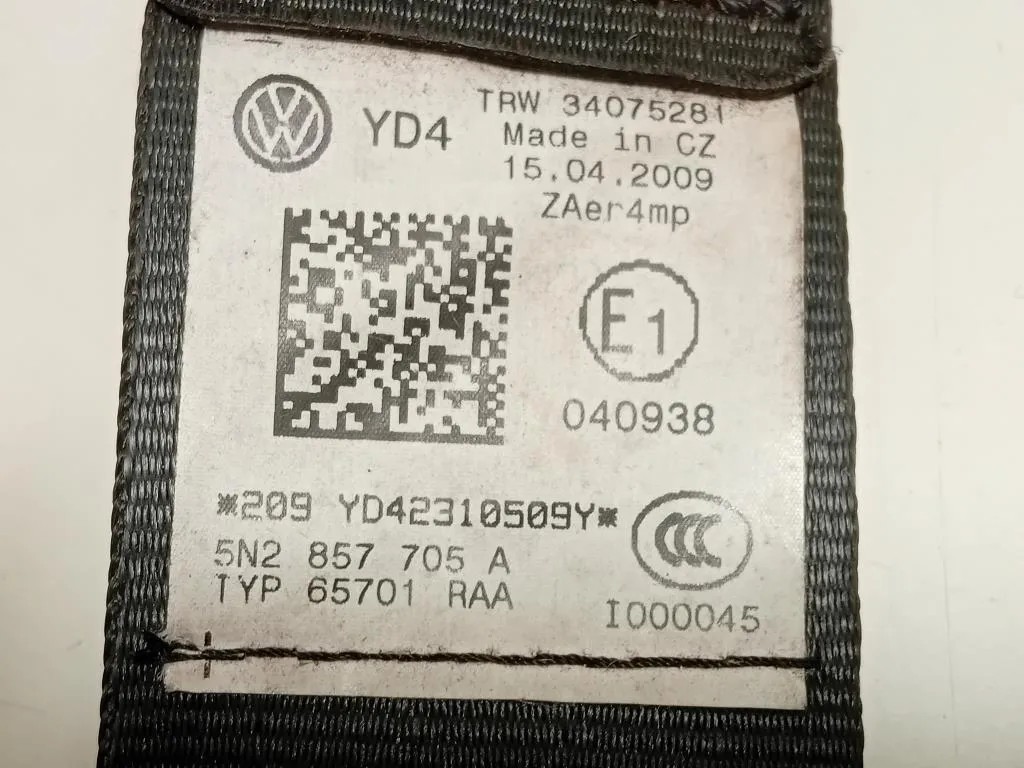 YD4
TRW 34075281
Made in CZ
15.04.2009
ZAer4mp
E1
040938
*209 YD42310509Y*
5N2 857 705 A
TYP 65701 RAA
CCC
I000045